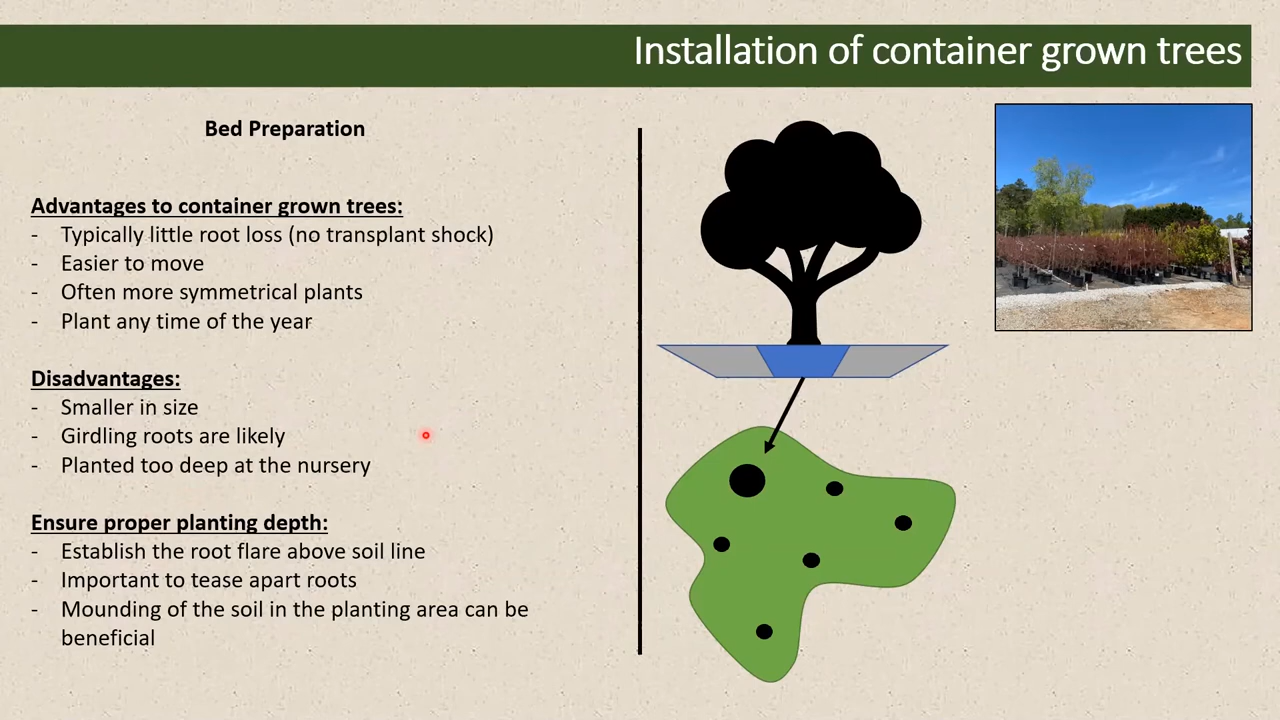 Installation of container grown trees
Bed Preparation
Advantages to container grown trees:
- Typically little root loss (no transplant shock)
- Easier to move
- Often more symmetrical plants
- Plant any time of the year
Disadvantages:
- Smaller in size
- Girdling roots are likely
- Planted too deep at the nursery
Ensure proper planting depth:
- Establish the root flare above soil line
- Important to tease apart roots
- Mounding of the soil in the planting area can be
beneficial